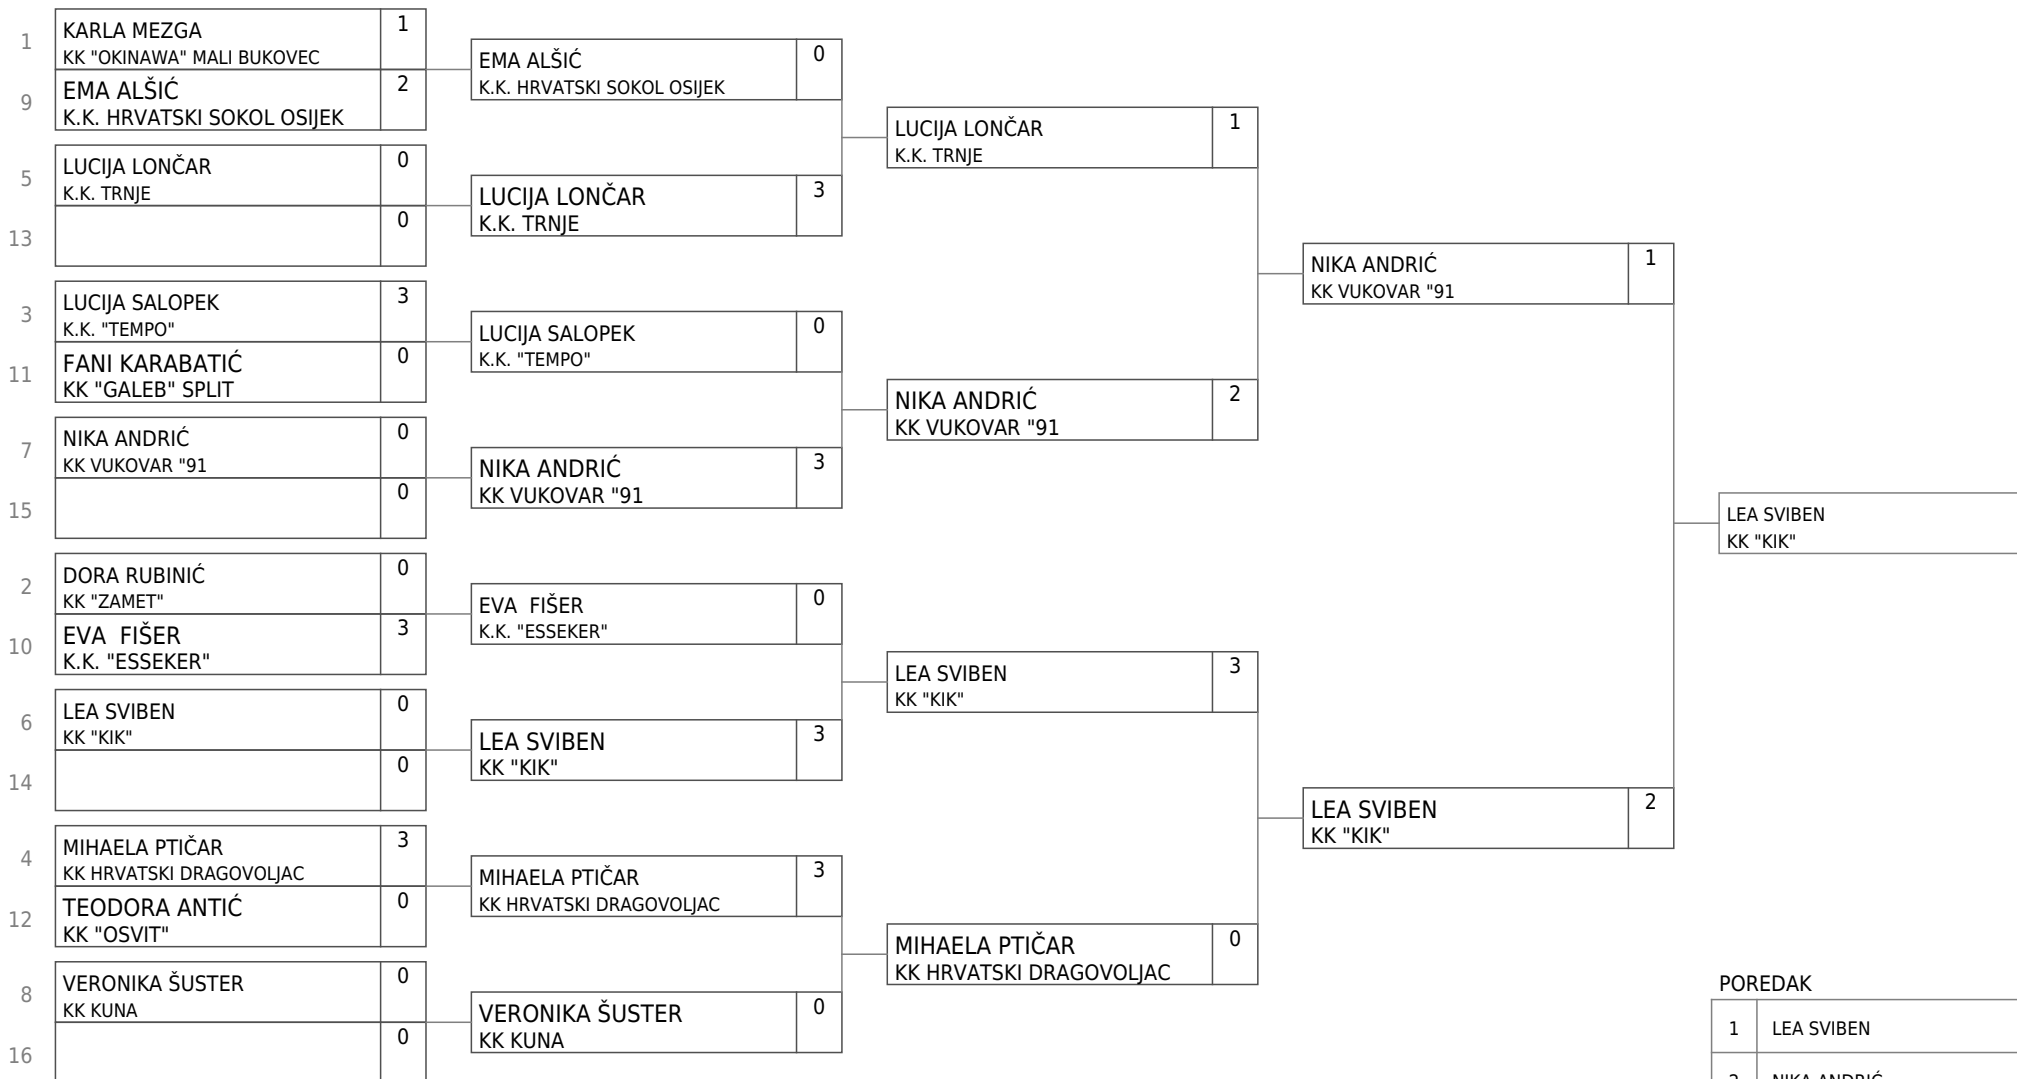 1
KARLA MEZGA
KK "OKINAWA" MALI BUKOVEC
1
9
EMA ALŠIĆ
K.K. HRVATSKI SOKOL OSIJEK
2
5
LUCIJA LONČAR
K.K. TRNJE
0
13
0
3
LUCIJA SALOPEK
K.K. "TEMPO"
3
11
FANI KARABATIĆ
KK "GALEB" SPLIT
0
7
NIKA ANDRIĆ
KK VUKOVAR "91
0
15
0
2
DORA RUBINIĆ
KK "ZAMET"
0
10
EVA  FIŠER
K.K. "ESSEKER"
3
6
LEA SVIBEN
KK "KIK"
0
14
0
4
MIHAELA PTIČAR
KK HRVATSKI DRAGOVOLJAC
3
12
TEODORA ANTIĆ
KK "OSVIT"
0
8
VERONIKA ŠUSTER
KK KUNA
0
16
0
EMA ALŠIĆ
K.K. HRVATSKI SOKOL OSIJEK
0
LUCIJA LONČAR
K.K. TRNJE
3
LUCIJA SALOPEK
K.K. "TEMPO"
0
NIKA ANDRIĆ
KK VUKOVAR "91
3
EVA  FIŠER
K.K. "ESSEKER"
0
LEA SVIBEN
KK "KIK"
3
MIHAELA PTIČAR
KK HRVATSKI DRAGOVOLJAC
3
VERONIKA ŠUSTER
KK KUNA
0
LUCIJA LONČAR
K.K. TRNJE
1
NIKA ANDRIĆ
KK VUKOVAR "91
2
LEA SVIBEN
KK "KIK"
3
MIHAELA PTIČAR
KK HRVATSKI DRAGOVOLJAC
0
NIKA ANDRIĆ
KK VUKOVAR "91
1
LEA SVIBEN
KK "KIK"
2
LEA SVIBEN
KK "KIK"
POREDAK
1 LEA SVIBEN
2 NIKA ANDRIĆ